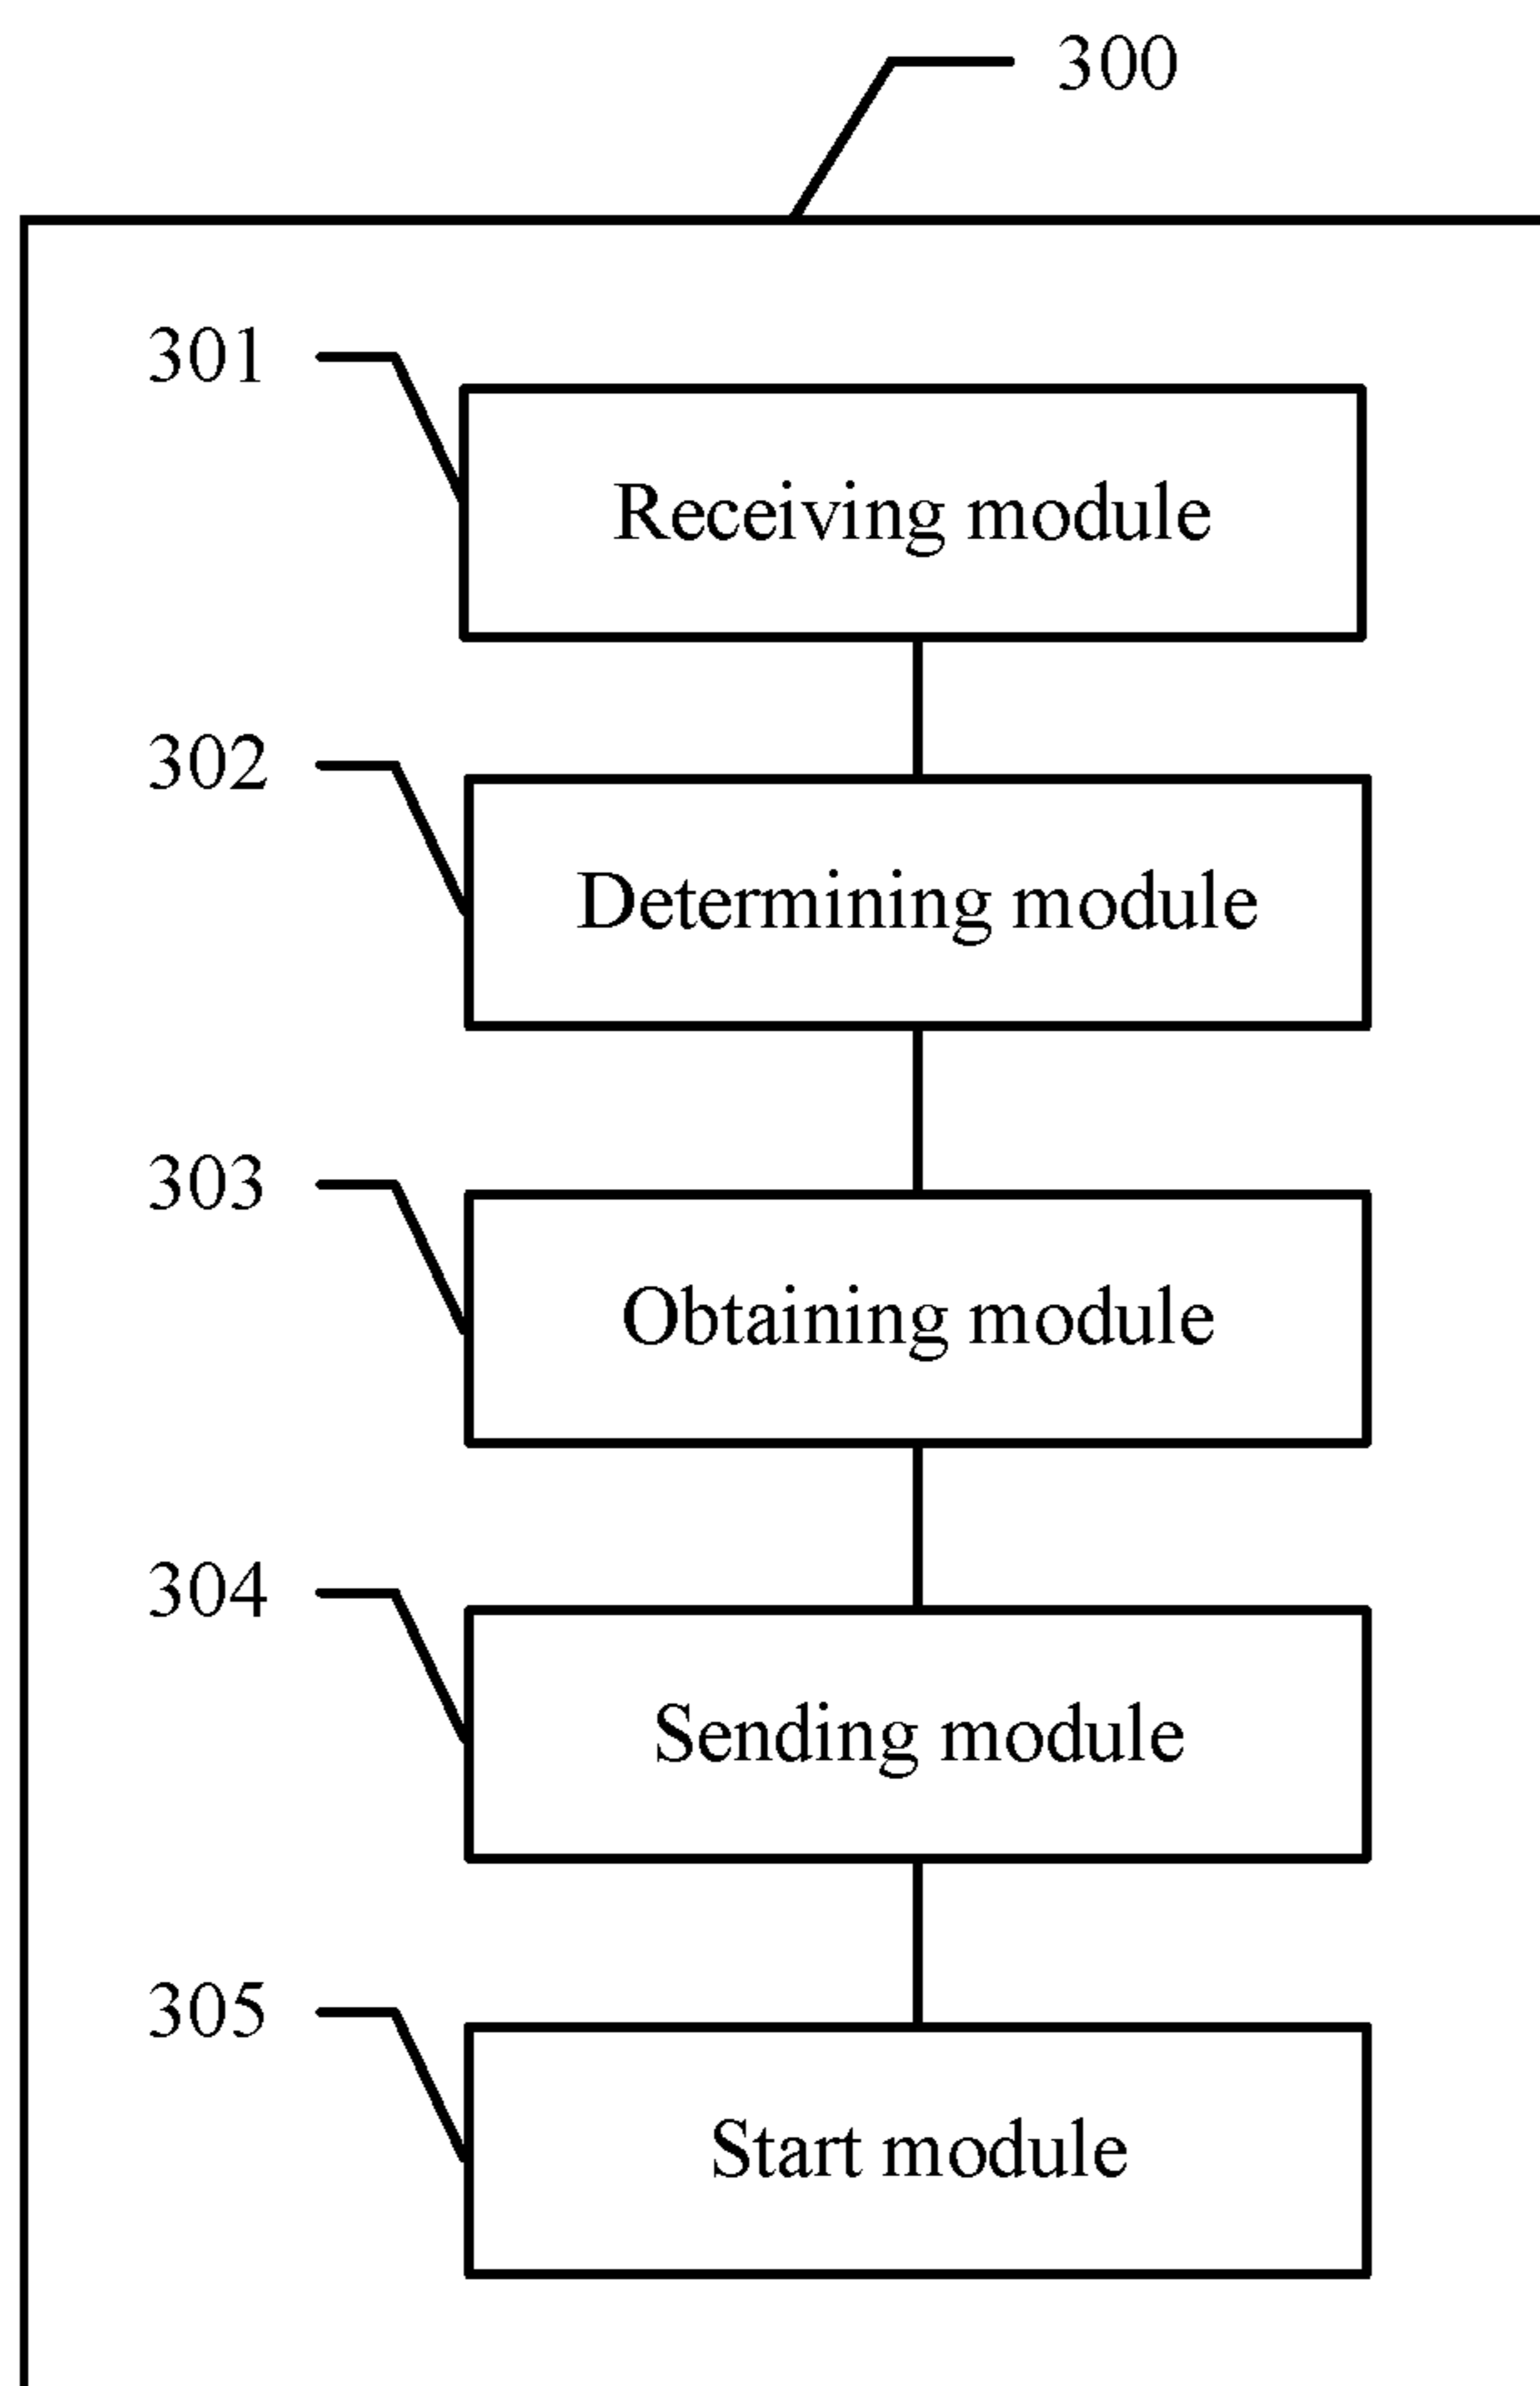 300
301
Receiving module
302
Determining module
303
Obtaining module
304
Sending module
305
Start module